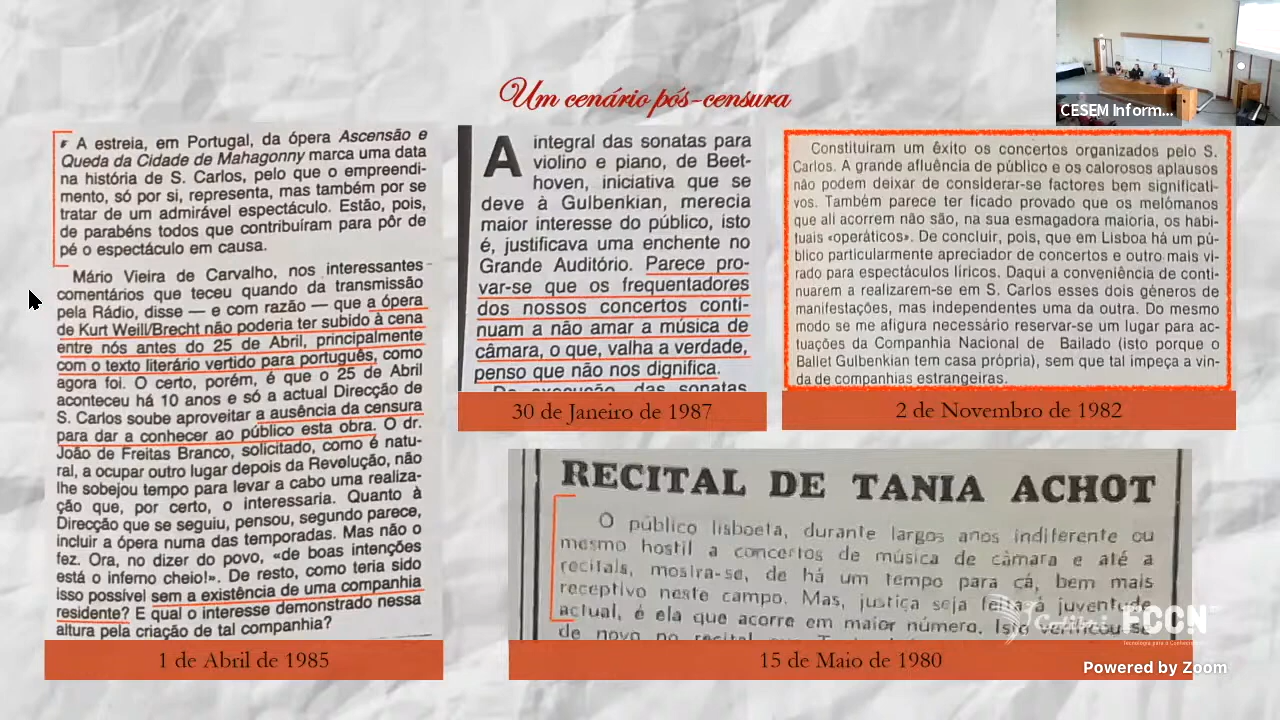 Um cenário pós-censura
CESEM Inform...
A estreia, em Portugal, da ópera Ascensão e
Queda da Cidade de Mahagonny marca uma data
na história de S. Carlos, pelo que o empreendi-
mento, só por si, representa, mas também por se
tratar de um admirável espectáculo. Estão, pois,
de parabéns todos que contribuíram para pôr de
pé o espectáculo em causa.
Mário Vieira de Carvalho, nos interessantes
comentários que teceu quando da transmissão
pela Rádio, disse — e com razão — que a ópera
de Kurt Weill/Brecht não poderia ter subido à cena
entre nós antes do 25 de Abril, principalmente
com o texto literário vertido para português, como
agora foi. O certo, porém, é que o 25 de Abril
aconteceu há 10 anos e só a actual Direcção de
S. Carlos soube aproveitar a ausência da censura
para dar a conhecer ao público esta obra. O dr.
João de Freitas Branco, solicitado, como é natu-
ral, a ocupar outro lugar depois da Revolução, não
lhe sobejou tempo para levar a cabo uma realiza-
ção que, por certo, o interessaria. Quanto à
Direcção que se seguiu, pensou, segundo parece,
incluir a ópera numa das temporadas. Mas não o
fez. Ora, no dizer do povo, «de boas intenções
está o inferno cheio!». De resto, como teria sido
isso possível sem a existência de uma companhia
residente? E qual o interesse demonstrado nessa
altura pela criação de tal companhia?
1 de Abril de 1985
A integral das sonatas para
violino e piano, de Beet-
hoven, iniciativa que se
deve à Gulbenkian, merecia
maior interesse do público, isto
é, justificava uma enchente no
Grande Auditório. Parece pro-
var-se que os frequentadores
dos nossos concertos conti-
nuam a não amar a música de
câmara, o que, valha a verdade,
penso que não nos dignifica.
Da execução das sonatas
30 de Janeiro de 1987
Constituiram um êxito os concertos organizados pelo S.
Carlos. A grande afluência de público e os calorosos aplausos
não podem deixar de considerar-se factores bem significati-
vos. Também parece ter ficado provado que os melómanos
que ali acorrem não são, na sua esmagadora maioria, os habi-
tuais «operáticos». De concluir, pois, que em Lisboa há um pú-
blico particularmente apreciador de concertos e outro mais vi-
rado para espectáculos líricos. Daqui a conveniência de conti-
nuarem a realizarem-se em S. Carlos esses dois géneros de
manifestações, mas independentes uma da outra. Do mesmo
modo se me afigura necessário reservar-se um lugar para ac-
tuações da Companhia Nacional de Bailado (isto porque o
Ballet Gulbenkian tem casa própria), sem que tal impeça a vin-
da de companhias estrangeiras.
2 de Novembro de 1982
RECITAL DE TANIA ACHOT
O público lisboeta, durante largos anos indiferente ou
mesmo hostil a concertos de música de câmara e até a
recitais, mostra-se, de há um tempo para cá, bem mais
receptivo neste campo. Mas, justiça seja feita à juventude
actual, é ela que acorre em maior número. Isto verificou-se
de novo no recital que
15 de Maio de 1980
Colibri FCCN
Tecnologia para o Conhecimento
Powered by Zoom